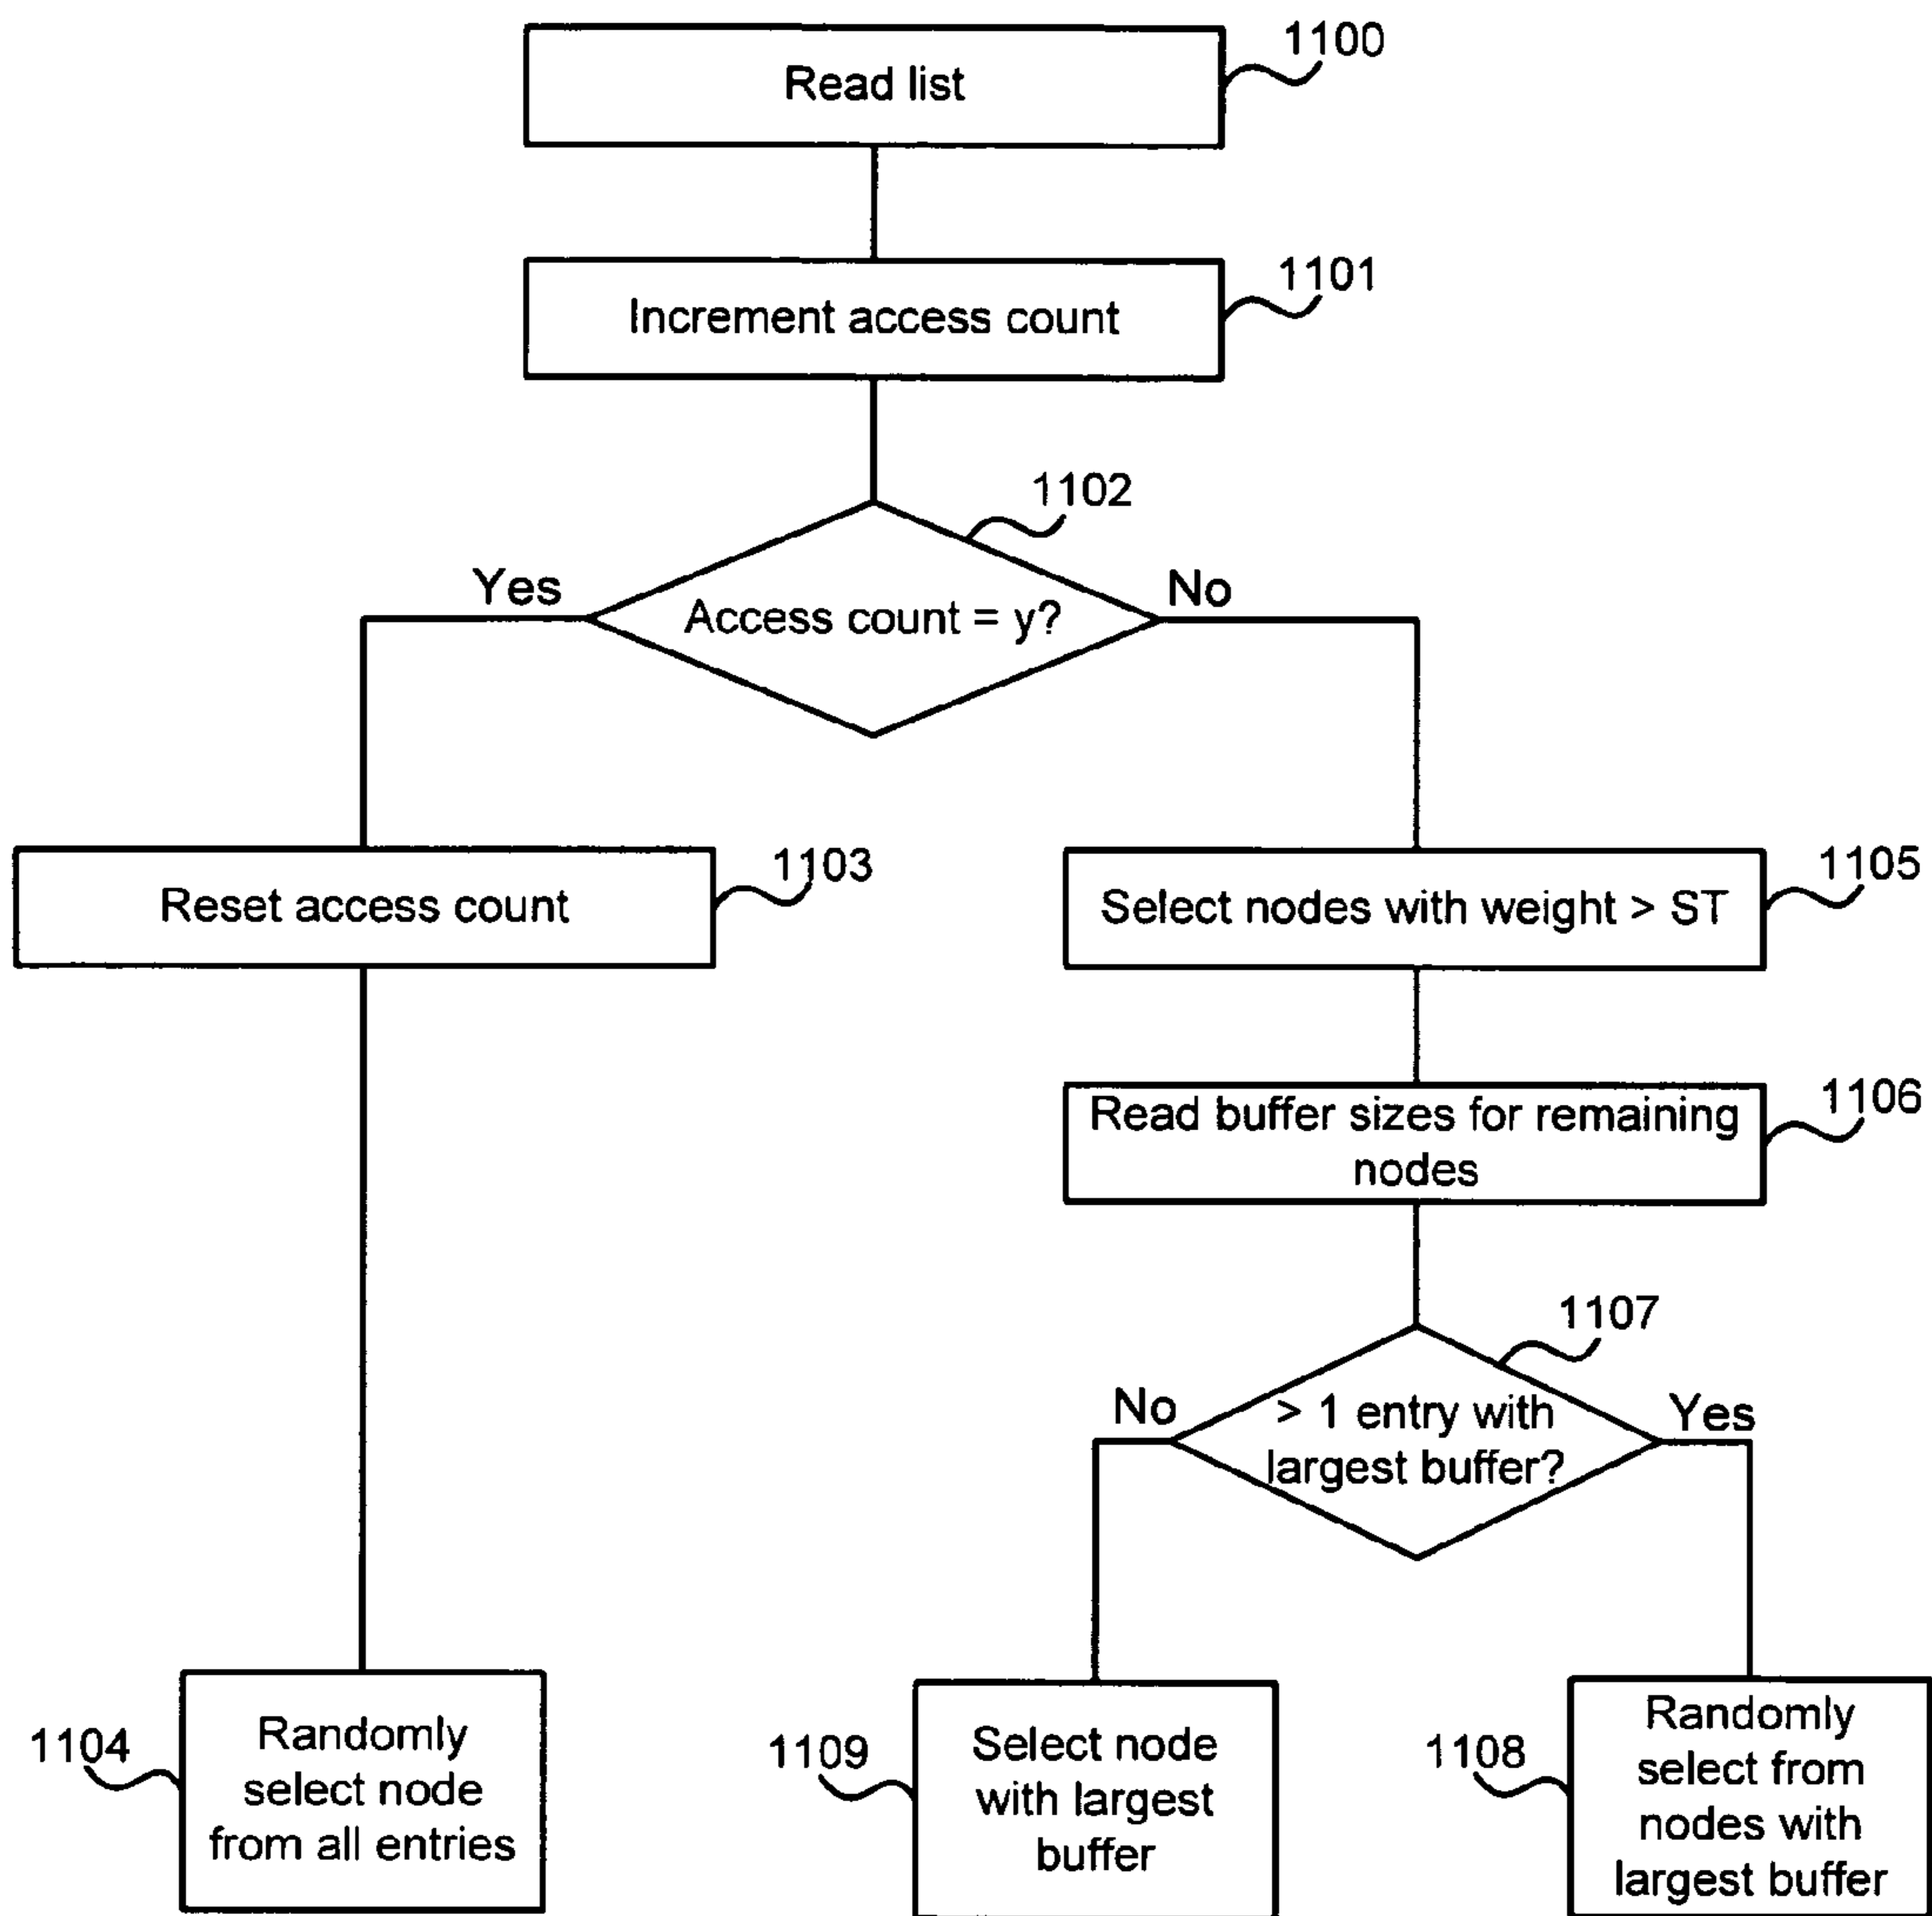 1100
Read list
1101
Increment access count
1102
Yes
No
Access count = y?
1103
Reset access count
1105
Select nodes with weight > ST
1106
Read buffer sizes for remaining
nodes
1107
No
> 1 entry with
largest buffer?
Yes
1104
Randomly
select node
from all entries
1109
Select node
with largest
buffer
1108
Randomly
select from
nodes with
largest buffer